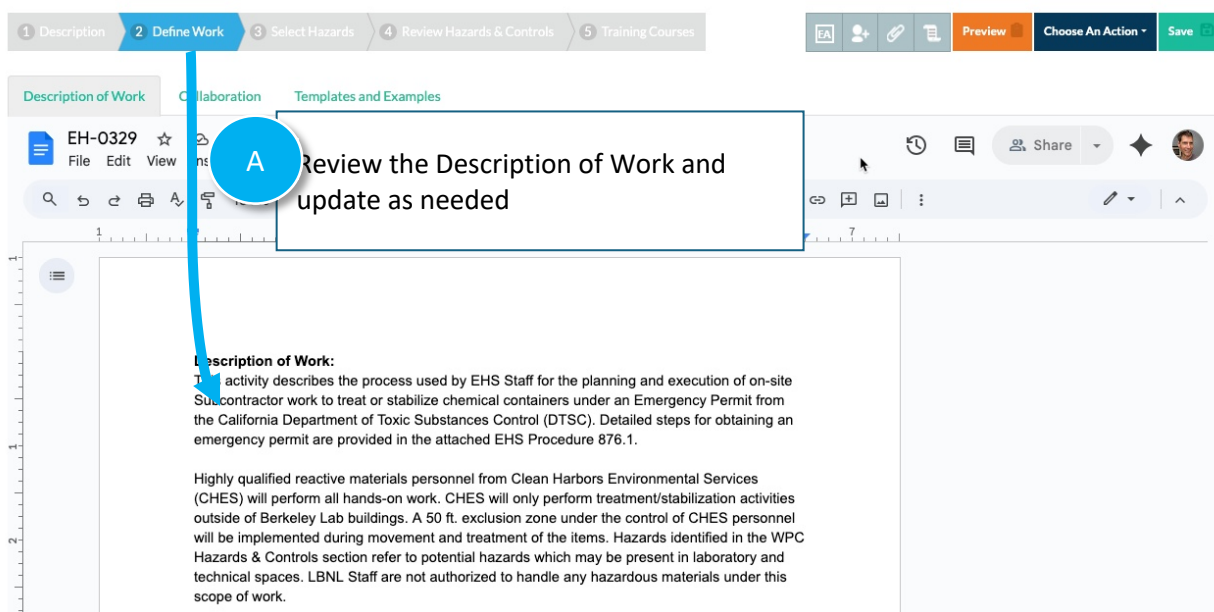 1 Description 2 Define Work 3 Select Hazards 4 Review Hazards & Controls 5 Training Courses EA Preview Choose An Action Save
Description of Work Collaboration Templates and Examples
EH-0329
File Edit View Share
A
Review the Description of Work and
update as needed
1 7
Description of Work:
This activity describes the process used by EHS Staff for the planning and execution of on-site
Subcontractor work to treat or stabilize chemical containers under an Emergency Permit from
the California Department of Toxic Substances Control (DTSC). Detailed steps for obtaining an
emergency permit are provided in the attached EHS Procedure 876.1.
Highly qualified reactive materials personnel from Clean Harbors Environmental Services
(CHES) will perform all hands-on work. CHES will only perform treatment/stabilization activities
outside of Berkeley Lab buildings. A 50 ft. exclusion zone under the control of CHES personnel
will be implemented during movement and treatment of the items. Hazards identified in the WPC
Hazards & Controls section refer to potential hazards which may be present in laboratory and
technical spaces. LBNL Staff are not authorized to handle any hazardous materials under this
scope of work.
1
1
2